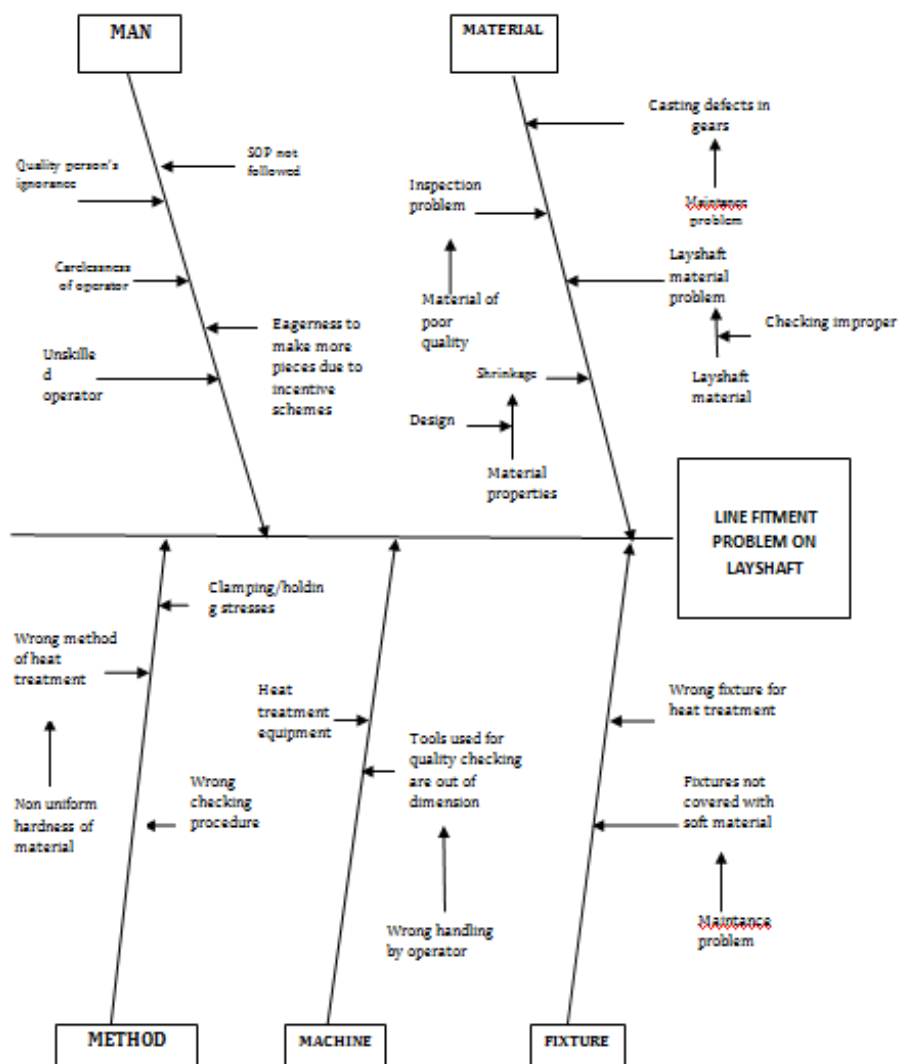 MAN
MATERIAL
Casting defects in
gears
SOP not
followed
Quality person's
ignorance
Inspection
problem
Maintance
problem
Carelessness
of operator
Layshaft
material
problem
Material of
poor
quality
Eagerness to
make more
pieces due to
incentive
schemes
Checking improper
Unskille
d
operator
Shrinkage
Layshaft
material
Design
Material
properties
LINE FITMENT
PROBLEM ON
LAYSHAFT
Clamping/holdin
g stresses
Wrong method
of heat
treatment
Heat
treatment
equipment
Wrong fixture for
heat treatment
Tools used for
quality checking
are out of
dimension
Wrong
checking
procedure
Fixtures not
covered with
soft material
Non uniform
hardness of
material
Wrong handling
by operator
Maintance
problem
METHOD
MACHINE
FIXTURE